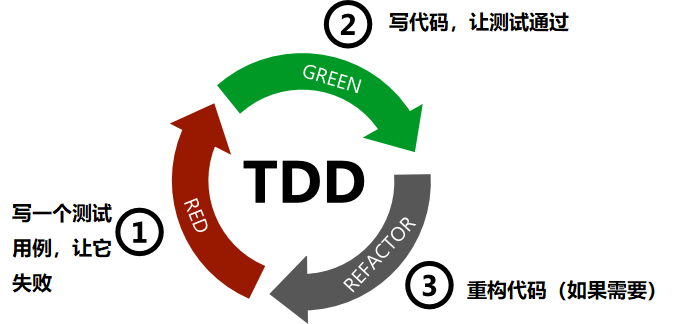 2
写代码，让测试通过
GREEN
TDD
RED
写一个测试
用例，让它
失败
1
REFACTOR
3
重构代码（如果需要）